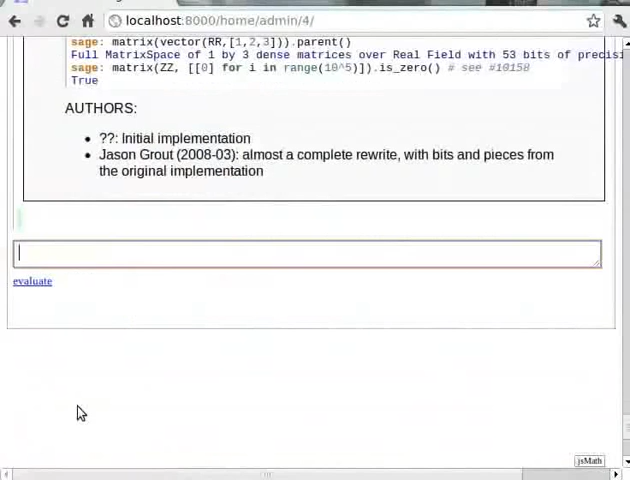 localhost:8000/home/admin/4/
sage: matrix(vector(RR,[1,2,3])).parent()
Full MatrixSpace of 1 by 3 dense matrices over Real Field with 53 bits of precis
sage: matrix(ZZ, [[0] for i in range(10^5)]).is_zero() # see #10158
True
AUTHORS:
• ??: Initial implementation
• Jason Grout (2008-03): almost a complete rewrite, with bits and pieces from
the original implementation
evaluate
jsMath